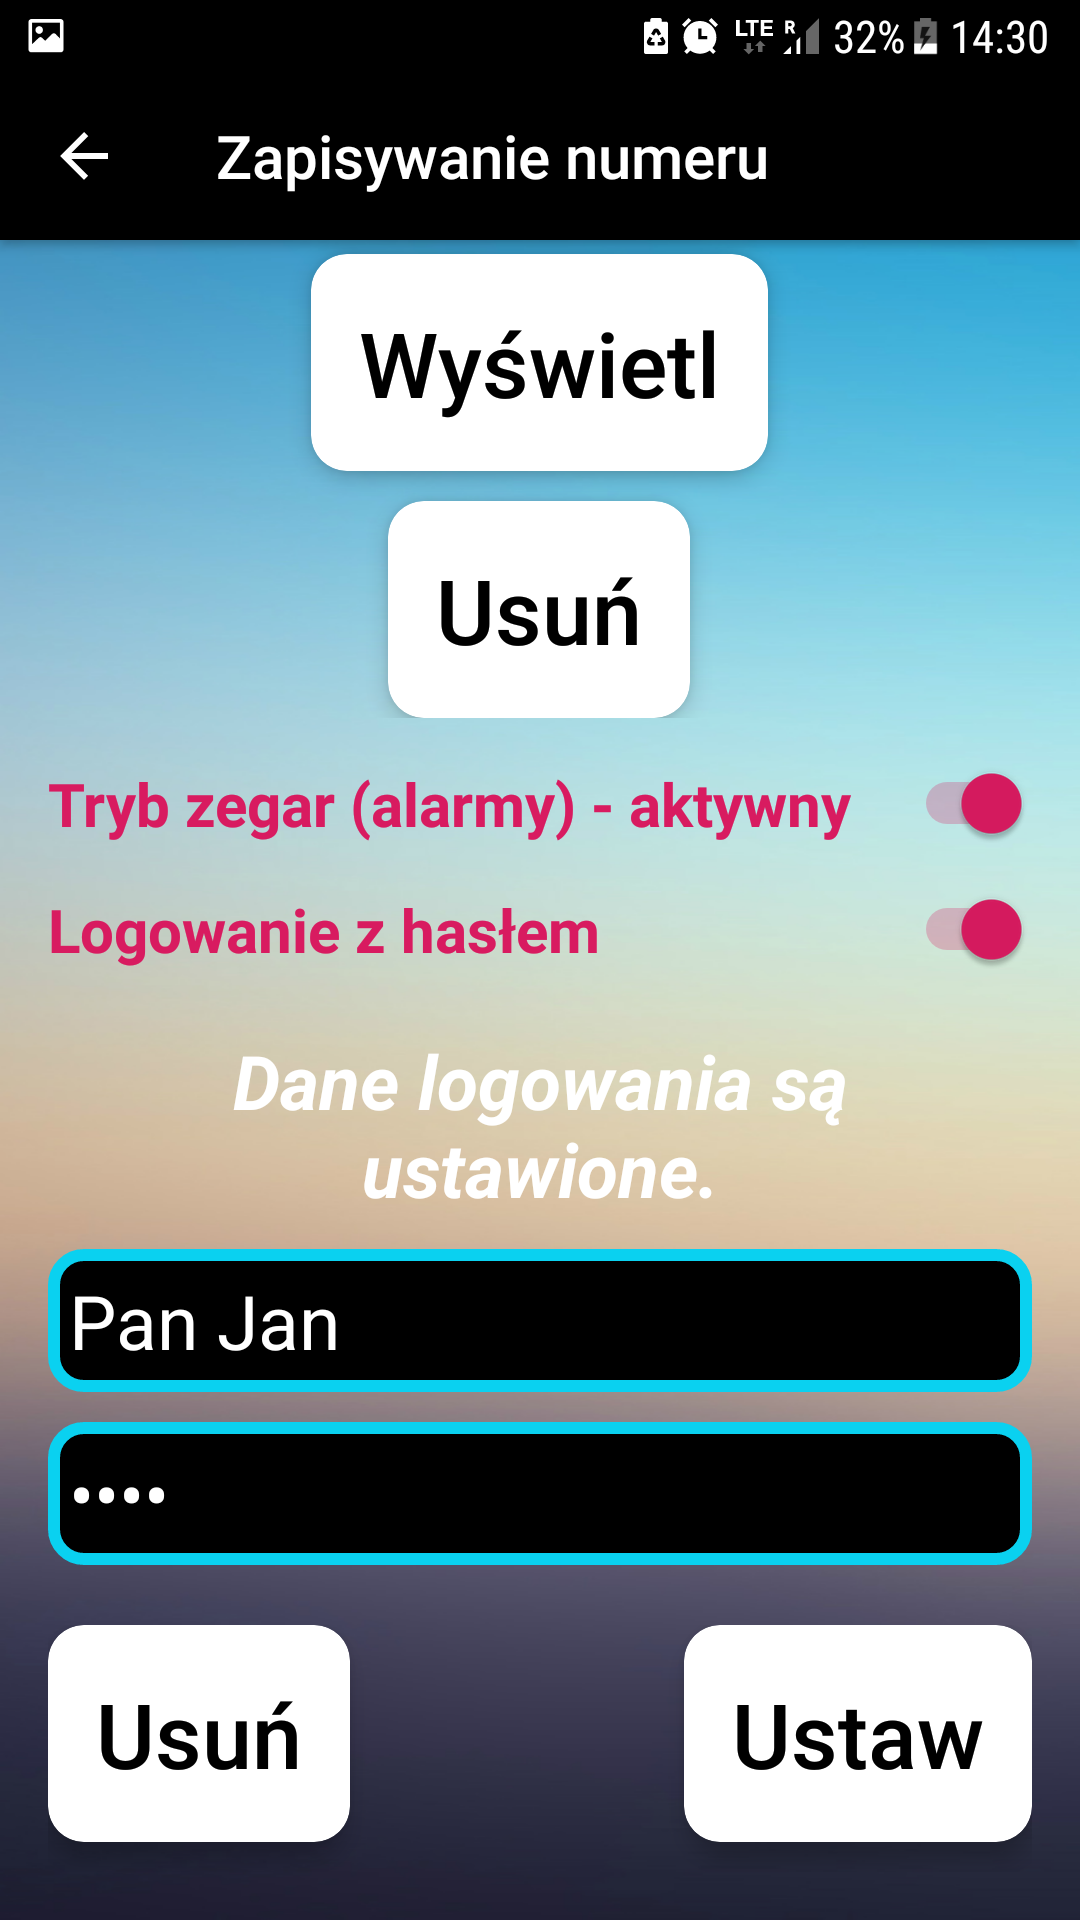 LTE R 32% 14:30
Zapisywanie numeru
Wyświetl
Usuń
Tryb zegar (alarmy) - aktywny
Logowanie z hasłem
Dane logowania są
ustawione.
Pan Jan
••••
Usuń Ustaw